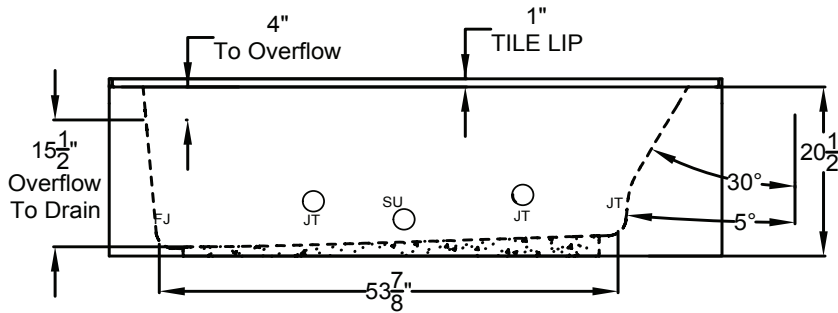 4"
To Overflow
1"
TILE LIP
15 1/2"
Overflow
To Drain
20 1/2
30°
5°
FJ
JT
SU
JT
JT
53 7/8"